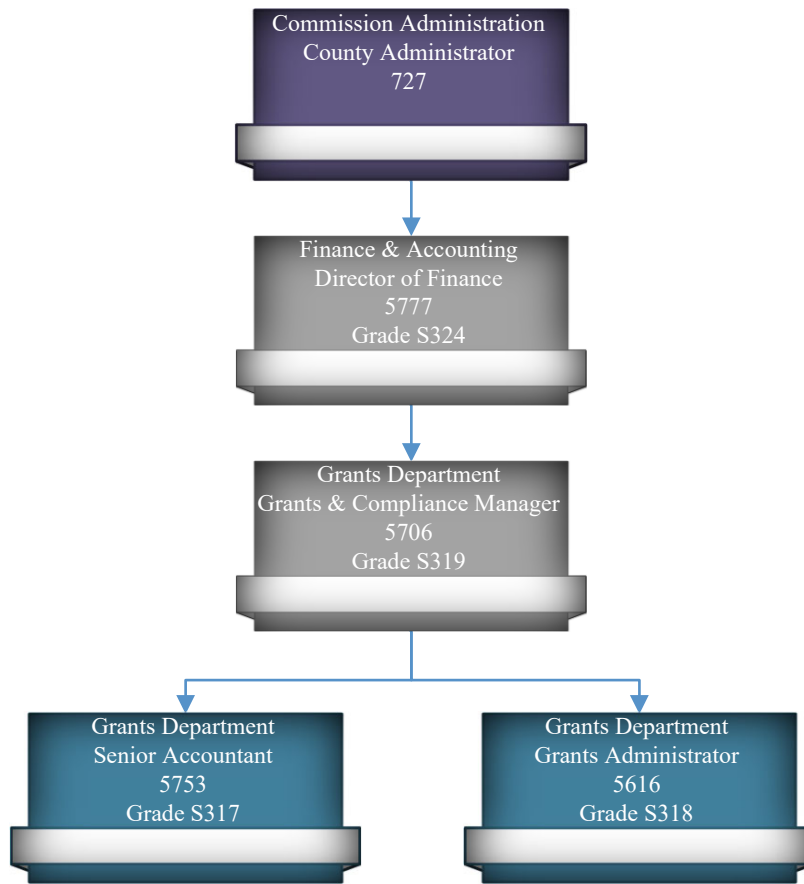 Commission Administration
County Administrator
727
Finance & Accounting
Director of Finance
5777
Grade S324
Grants Department
Grants & Compliance Manager
5706
Grade S319
Grants Department
Senior Accountant
5753
Grade S317
Grants Department
Grants Administrator
5616
Grade S318